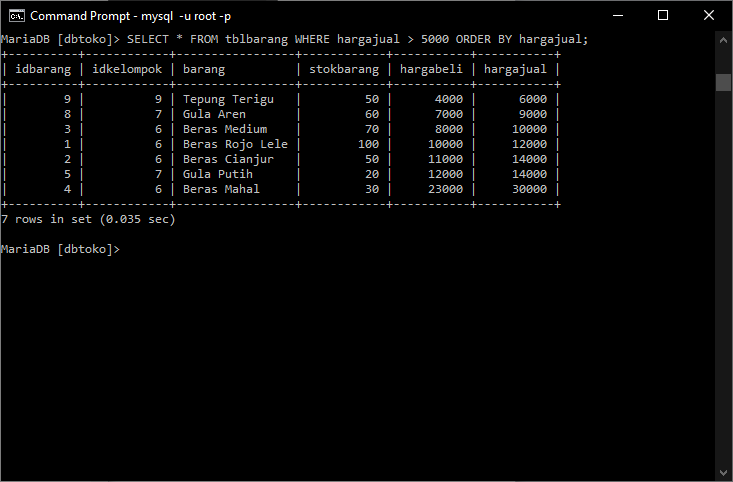 Command Prompt - mysql -u root -p
MariaDB [dbtoko]> SELECT * FROM tblbarang WHERE hargajual > 5000 ORDER BY hargajual;
+----------+------------+----------------+------------+-----------+-----------+
| idbarang | idkelompok | barang         | stokbarang | hargabeli | hargajual |
+----------+------------+----------------+------------+-----------+-----------+
|        9 |          9 | Tepung Terigu  |         50 |      4000 |      6000 |
|        8 |          7 | Gula Aren      |         60 |      7000 |      9000 |
|        3 |          6 | Beras Medium   |         70 |      8000 |     10000 |
|        1 |          6 | Beras Rojo Lele |        100 |     10000 |     12000 |
|        2 |          6 | Beras Cianjur  |         50 |     11000 |     14000 |
|        5 |          7 | Gula Putih     |         20 |     12000 |     14000 |
|        4 |          6 | Beras Mahal    |         30 |     23000 |     30000 |
+----------+------------+----------------+------------+-----------+-----------+
7 rows in set (0.035 sec)
MariaDB [dbtoko]>